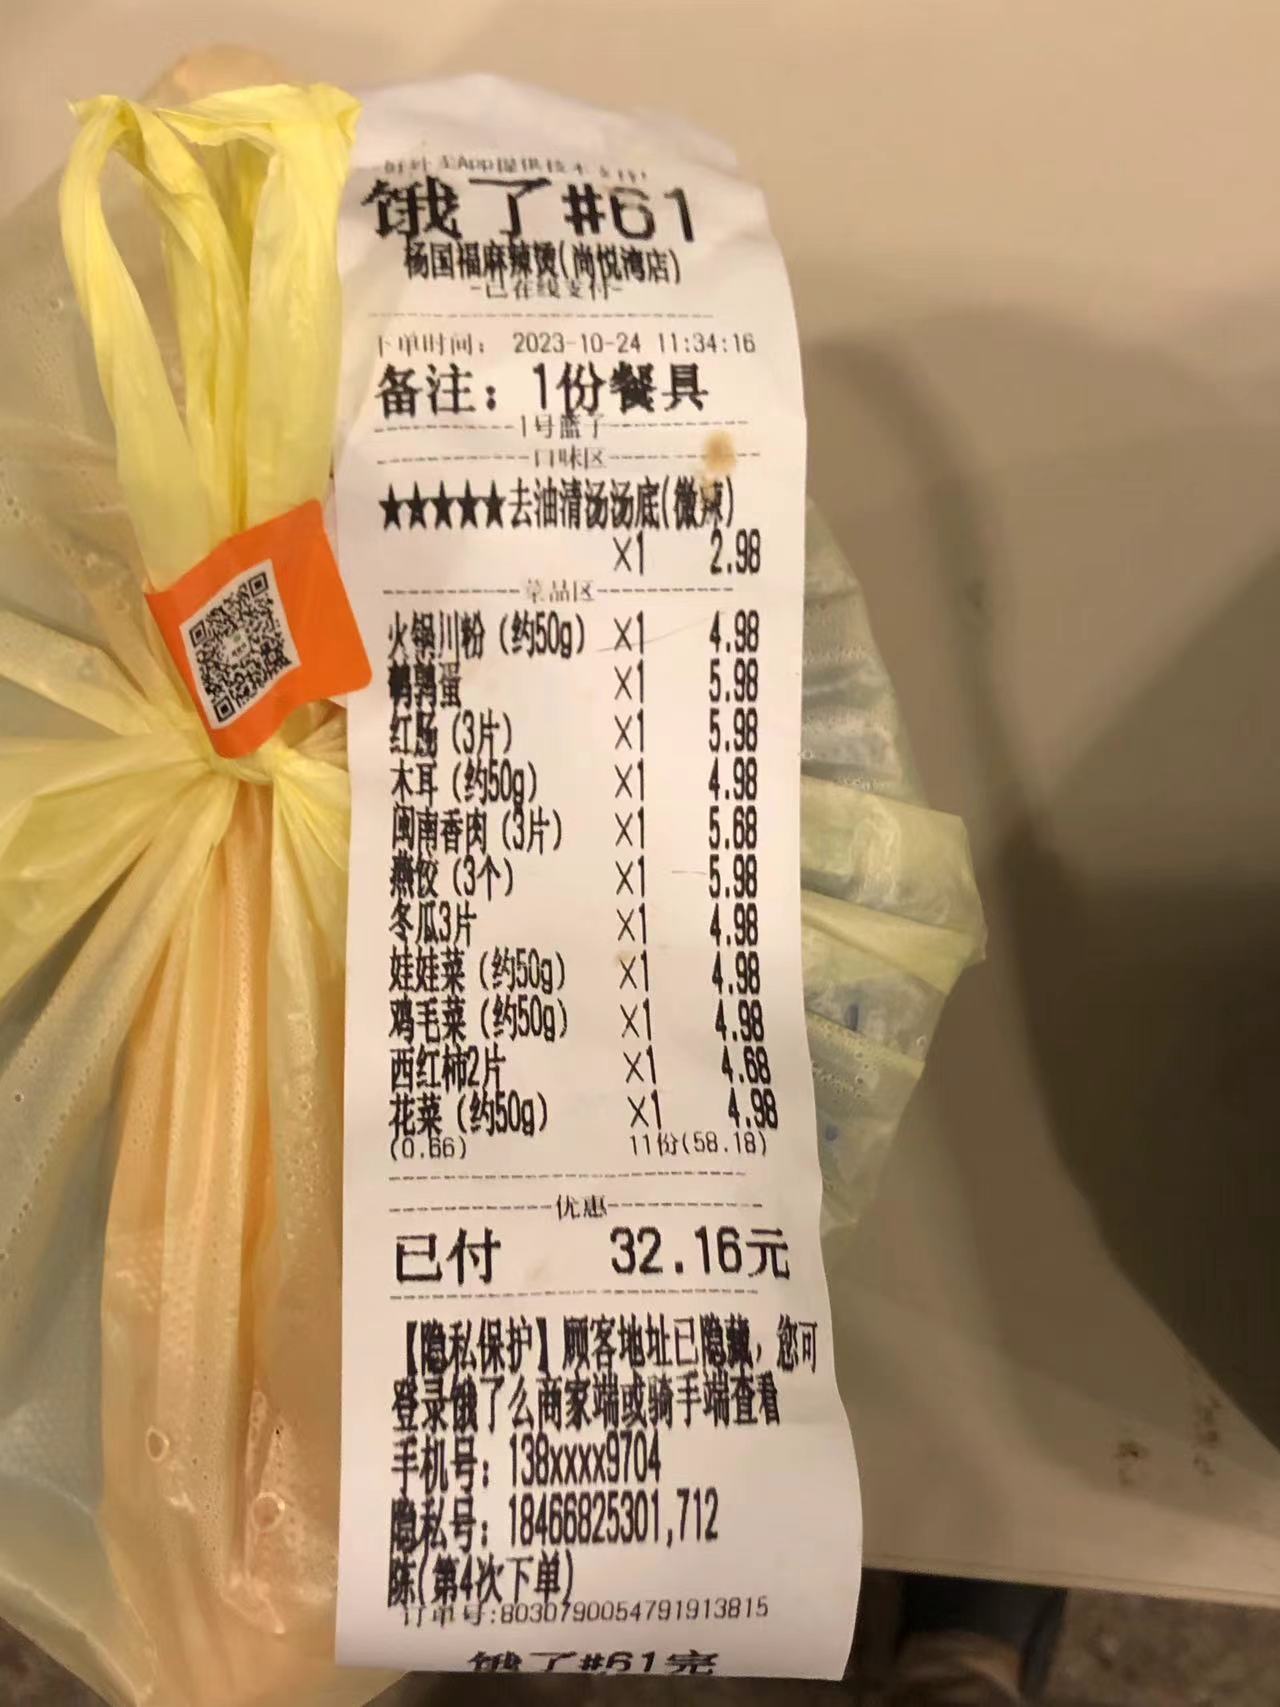 App提供技术支持
饿了#61
杨国福麻辣烫(尚悦湾店)
-已在线支付-
下单时间: 2023-10-24 11:34:16
备注: 1份餐具
1号篮子
口味区
★★★★★去油清汤汤底(微辣)
X1 2.98
菜品区
火锅川粉 (约50g) X1 4.98
鹌鹑蛋 X1 5.98
红肠 (3片) X1 5.98
木耳 (约50g) X1 4.98
闽南香肉 (3片) X1 5.68
燕饺 (3个) X1 5.98
冬瓜3片 X1 4.98
娃娃菜 (约50g) X1 4.98
鸡毛菜 (约50g) X1 4.98
西红柿2片 X1 4.68
花菜 (约50g) X1 4.98
(0.66) 11份(58.18)
优惠
已付 32.16元
【隐私保护】顾客地址已隐藏, 您可
登录饿了么商家端或骑手端查看
手机号: 138xxxx9704
隐私号: 18466825301,712
陈(第4次下单)
订单号:8030790054791913815
饿了#61完